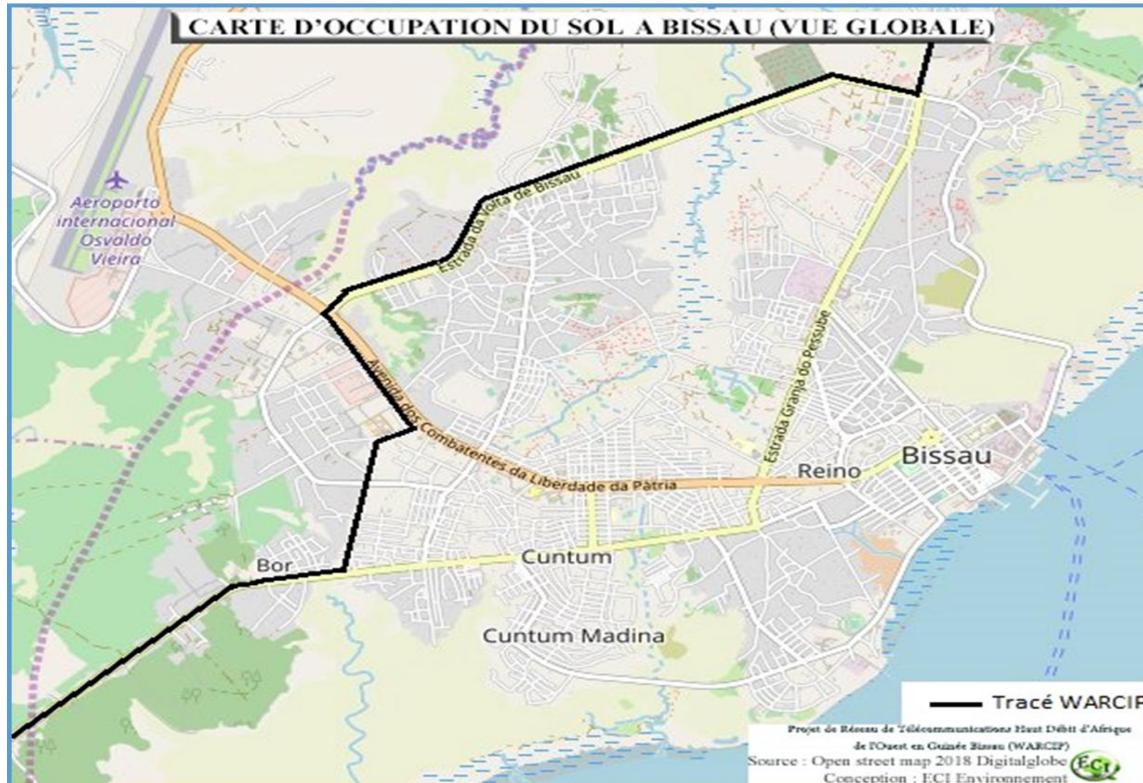 CARTE D'OCCUPATION DU SOL A BISSAU (VUE GLOBALE)
Aeroporto
internacional
Osvaldo
Vieira
Estrada da Volta de Bissau
Avenida dos Combatentes da Liberdade da Pàtria
Estrada Granja do Pessube
Reino
Bissau
Bor
Cuntum
Cuntum Madina
Tracé WARCIP
Projet de Réseau de Télécommunications Haut Débit d'Afrique
de l'Ouest en Guinée Bissau (WARCIP)
Source : Open street map 2018 Digitalglobe
Conception : ECI Environnement
ECI